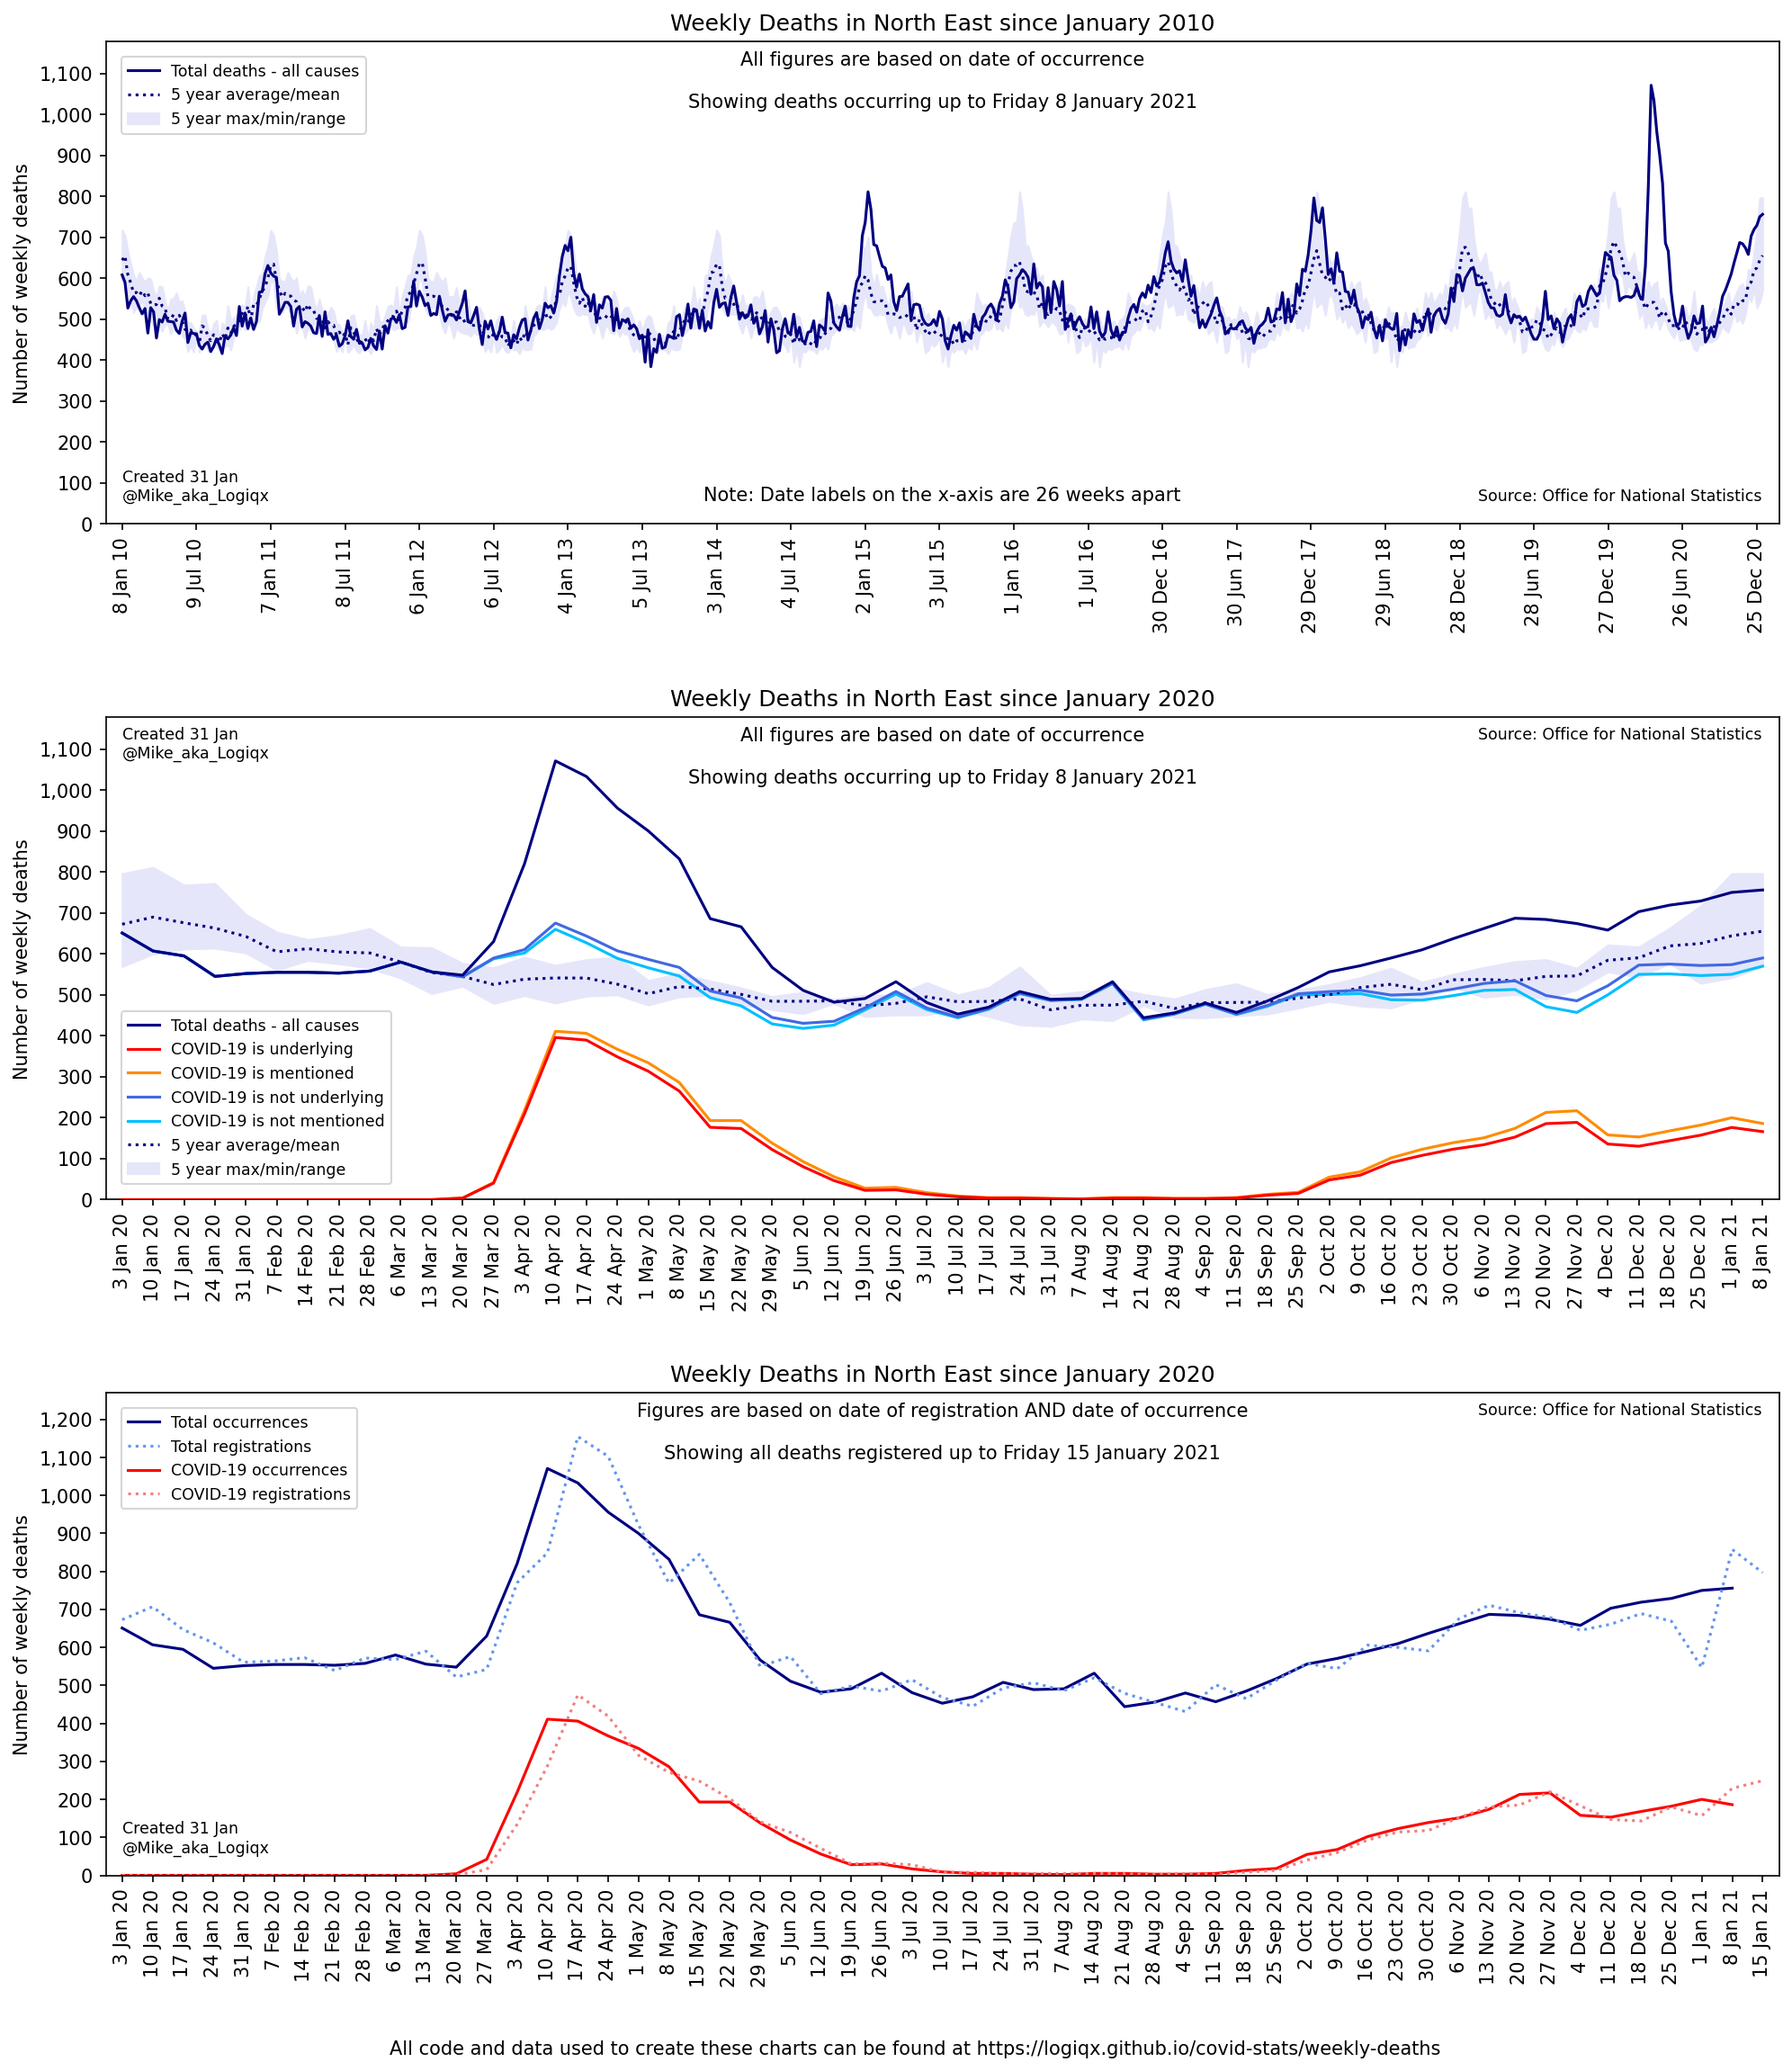 Weekly Deaths in North East since January 2010
All figures are based on date of occurrence
Showing deaths occurring up to Friday 8 January 2021
Total deaths - all causes
5 year average/mean
5 year max/min/range
Number of weekly deaths
1,100
1,000
900
800
700
600
500
400
300
200
100
0
Created 31 Jan
@Mike_aka_Logiqx
Note: Date labels on the x-axis are 26 weeks apart
Source: Office for National Statistics
8 Jan 10
9 Jul 10
7 Jan 11
8 Jul 11
6 Jan 12
6 Jul 12
4 Jan 13
5 Jul 13
3 Jan 14
4 Jul 14
2 Jan 15
3 Jul 15
1 Jan 16
1 Jul 16
30 Dec 16
30 Jun 17
29 Dec 17
29 Jun 18
28 Dec 18
28 Jun 19
27 Dec 19
26 Jun 20
25 Dec 20
Weekly Deaths in North East since January 2020
Created 31 Jan
@Mike_aka_Logiqx
All figures are based on date of occurrence
Showing deaths occurring up to Friday 8 January 2021
Source: Office for National Statistics
Number of weekly deaths
1,100
1,000
900
800
700
600
500
400
300
200
100
0
Total deaths - all causes
COVID-19 is underlying
COVID-19 is mentioned
COVID-19 is not underlying
COVID-19 is not mentioned
5 year average/mean
5 year max/min/range
3 Jan 20
10 Jan 20
17 Jan 20
24 Jan 20
31 Jan 20
7 Feb 20
14 Feb 20
21 Feb 20
28 Feb 20
6 Mar 20
13 Mar 20
20 Mar 20
27 Mar 20
3 Apr 20
10 Apr 20
17 Apr 20
24 Apr 20
1 May 20
8 May 20
15 May 20
22 May 20
29 May 20
5 Jun 20
12 Jun 20
19 Jun 20
26 Jun 20
3 Jul 20
10 Jul 20
17 Jul 20
24 Jul 20
31 Jul 20
7 Aug 20
14 Aug 20
21 Aug 20
28 Aug 20
4 Sep 20
11 Sep 20
18 Sep 20
25 Sep 20
2 Oct 20
9 Oct 20
16 Oct 20
23 Oct 20
30 Oct 20
6 Nov 20
13 Nov 20
20 Nov 20
27 Nov 20
4 Dec 20
11 Dec 20
18 Dec 20
25 Dec 20
1 Jan 21
8 Jan 21
Weekly Deaths in North East since January 2020
Figures are based on date of registration AND date of occurrence
Showing all deaths registered up to Friday 15 January 2021
Source: Office for National Statistics
Total occurrences
Total registrations
COVID-19 occurrences
COVID-19 registrations
Number of weekly deaths
1,200
1,100
1,000
900
800
700
600
500
400
300
200
100
0
Created 31 Jan
@Mike_aka_Logiqx
3 Jan 20
10 Jan 20
17 Jan 20
24 Jan 20
31 Jan 20
7 Feb 20
14 Feb 20
21 Feb 20
28 Feb 20
6 Mar 20
13 Mar 20
20 Mar 20
27 Mar 20
3 Apr 20
10 Apr 20
17 Apr 20
24 Apr 20
1 May 20
8 May 20
15 May 20
22 May 20
29 May 20
5 Jun 20
12 Jun 20
19 Jun 20
26 Jun 20
3 Jul 20
10 Jul 20
17 Jul 20
24 Jul 20
31 Jul 20
7 Aug 20
14 Aug 20
21 Aug 20
28 Aug 20
4 Sep 20
11 Sep 20
18 Sep 20
25 Sep 20
2 Oct 20
9 Oct 20
16 Oct 20
23 Oct 20
30 Oct 20
6 Nov 20
13 Nov 20
20 Nov 20
27 Nov 20
4 Dec 20
11 Dec 20
18 Dec 20
25 Dec 20
1 Jan 21
8 Jan 21
15 Jan 21
All code and data used to create these charts can be found at https://logiqx.github.io/covid-stats/weekly-deaths